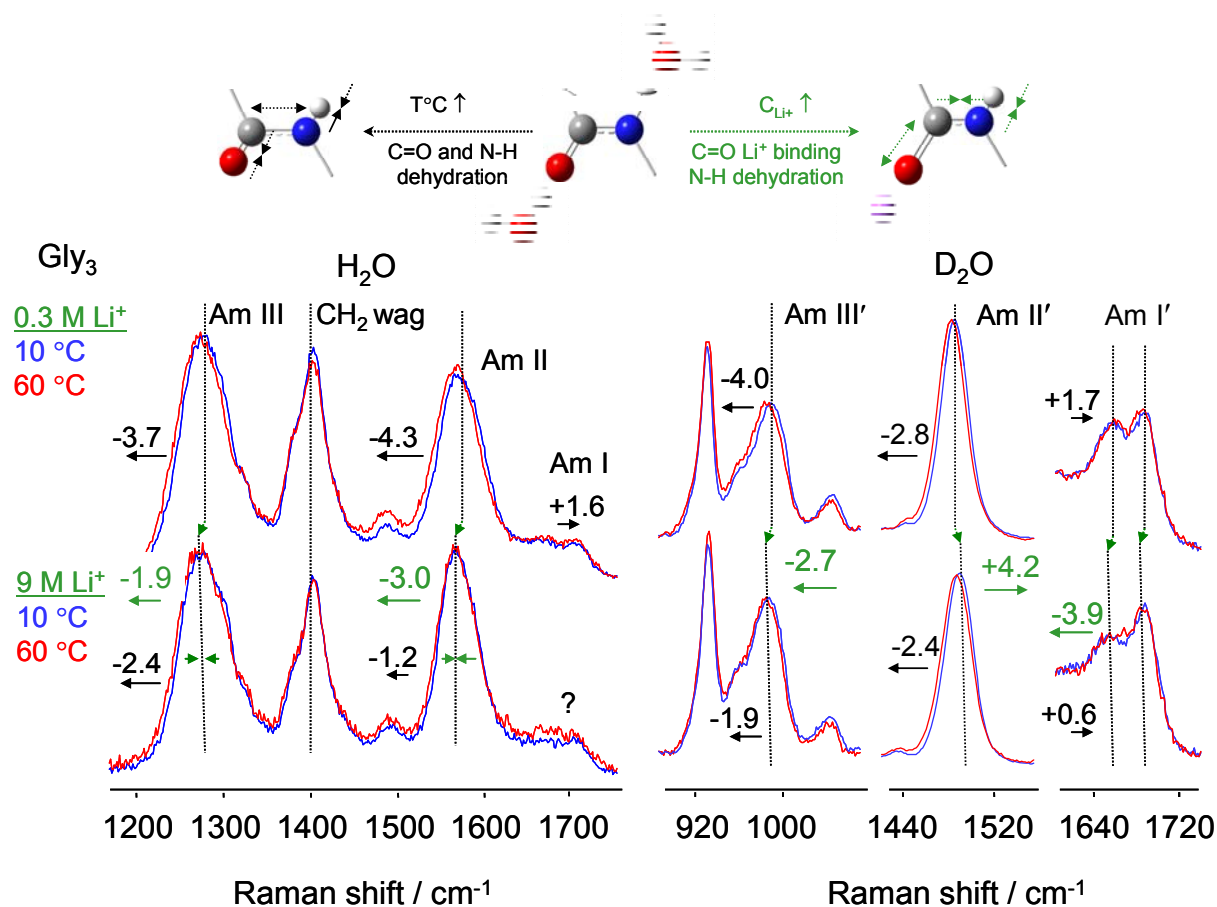 T°C ↑
C=O and N-H
dehydration
C_Li+ ↑
C=O Li⁺ binding
N-H dehydration
Gly₃
H₂O
D₂O
0.3 M Li⁺
10 °C
60 °C
Am III
CH₂ wag
Am II
Am I
-3.7
-4.3
+1.6
Am III′
Am II′
Am I′
-4.0
-2.8
+1.7
9 M Li⁺
10 °C
60 °C
-1.9
-3.0
-2.4
-1.2
?
-2.7
+4.2
-3.9
-1.9
-2.4
+0.6
1200 1300 1400 1500 1600 1700
920 1000 1440 1520 1640 1720
Raman shift / cm⁻¹
Raman shift / cm⁻¹